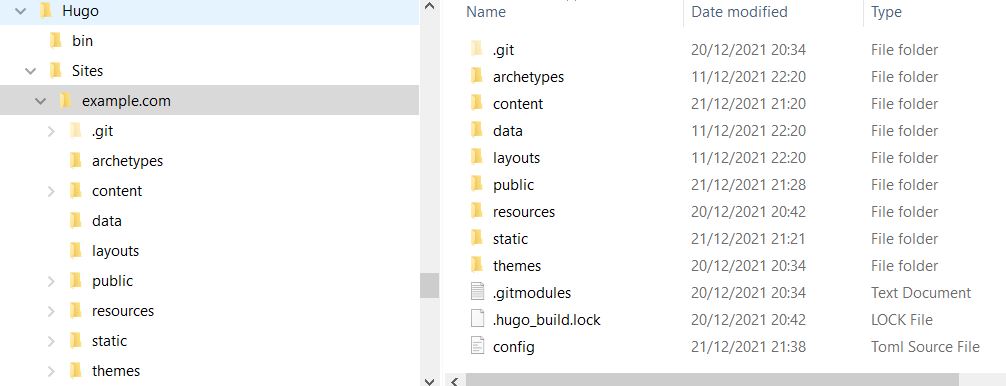 Hugo
bin
Sites
example.com
.git
archetypes
content
data
layouts
public
resources
static
themes
Name Date modified Type
.git 20/12/2021 20:34 File folder
archetypes 11/12/2021 22:20 File folder
content 21/12/2021 21:20 File folder
data 11/12/2021 22:20 File folder
layouts 11/12/2021 22:20 File folder
public 21/12/2021 21:28 File folder
resources 20/12/2021 20:42 File folder
static 21/12/2021 21:21 File folder
themes 20/12/2021 20:34 File folder
.gitmodules 20/12/2021 20:34 Text Document
.hugo_build.lock 20/12/2021 20:42 LOCK File
config 21/12/2021 21:38 Toml Source File